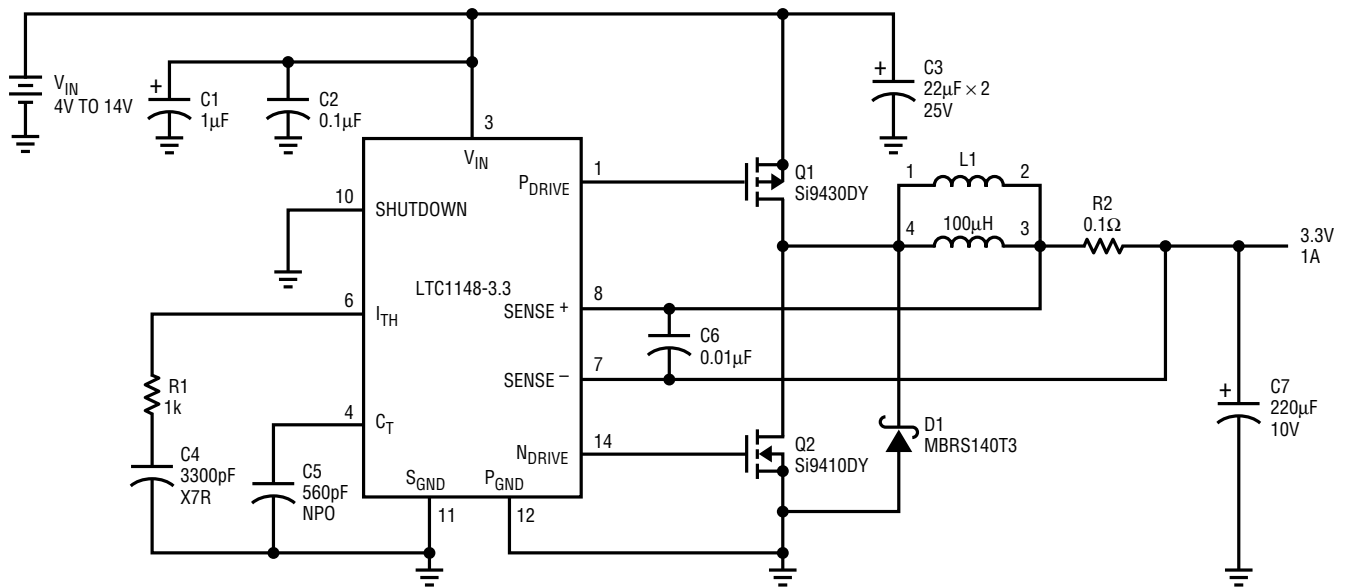 V_IN
4V TO 14V
+
C1
1µF
C2
0.1µF
+
C3
22µF × 2
25V
3
V_IN
P_DRIVE
1
Q1
Si9430DY
10
SHUTDOWN
1
L1
2
4
100µH
3
R2
0.1Ω
3.3V
1A
LTC1148-3.3
6
I_TH
SENSE +
8
C6
0.01µF
SENSE –
7
R1
1k
4
C_T
N_DRIVE
14
Q2
Si9410DY
D1
MBRS140T3
+
C7
220µF
10V
C4
3300pF
X7R
C5
560pF
NPO
S_GND
P_GND
11
12